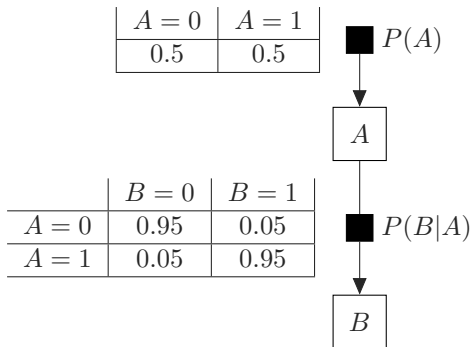 A = 0 A = 1
0.5 0.5
P(A)
A
B = 0 B = 1
A = 0 0.95 0.05
A = 1 0.05 0.95
P(B|A)
B